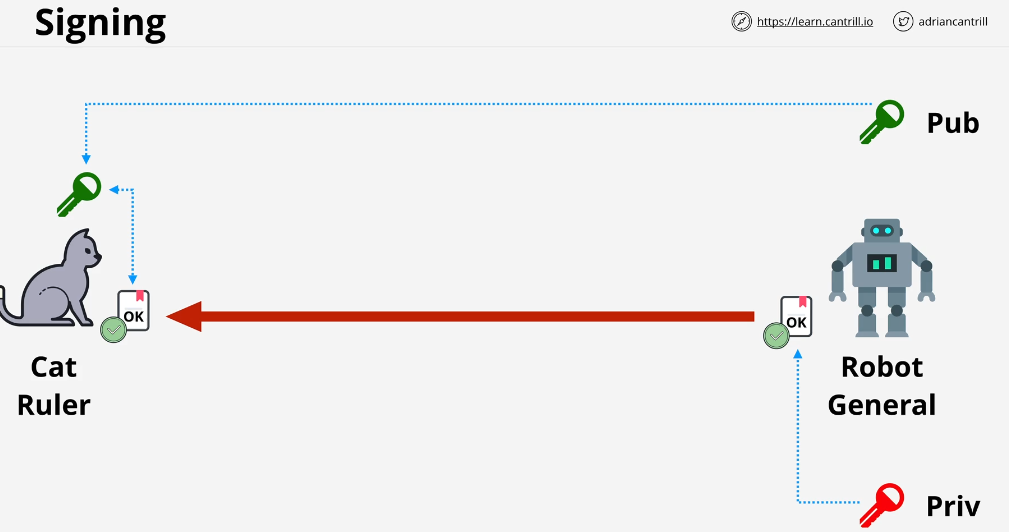 Signing
https://learn.cantrill.io
adriancantrill
Pub
OK
OK
Cat
Ruler
Robot
General
Priv